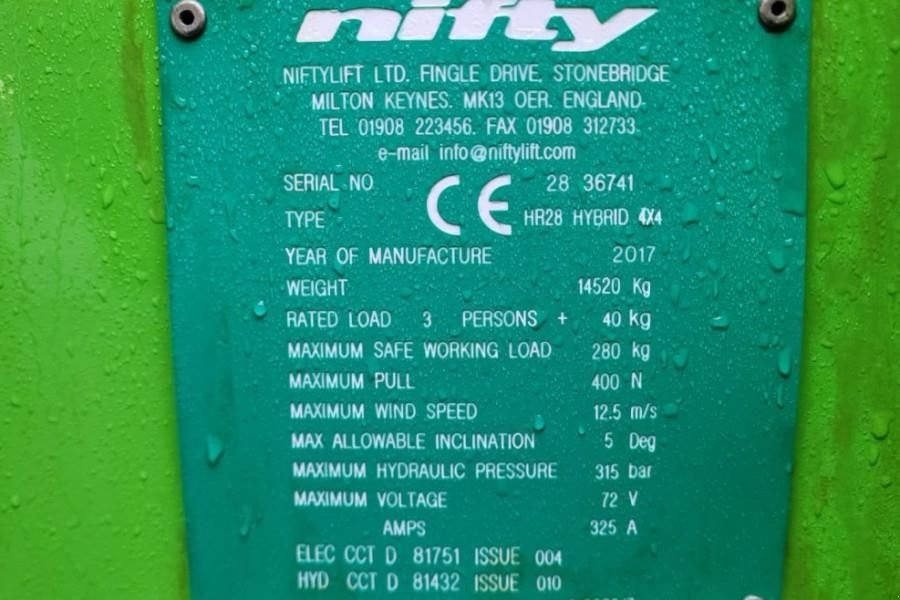 nifty
NIFTYLIFT LTD. FINGLE DRIVE, STONEBRIDGE
MILTON KEYNES. MK13 OER. ENGLAND.
TEL 01908 223456. FAX 01908 312733
e-mail info@niftylift.com
SERIAL NO CE 28 36741
TYPE HR28 HYBRID 4X4
YEAR OF MANUFACTURE 2017
WEIGHT 14520 Kg
RATED LOAD 3 PERSONS + 40 kg
MAXIMUM SAFE WORKING LOAD 280 kg
MAXIMUM PULL 400 N
MAXIMUM WIND SPEED 12.5 m/s
MAX ALLOWABLE INCLINATION 5 Deg
MAXIMUM HYDRAULIC PRESSURE 315 bar
MAXIMUM VOLTAGE 72 V
AMPS 325 A
ELEC CCT D 81751 ISSUE 004
HYD CCT D 81432 ISSUE 010